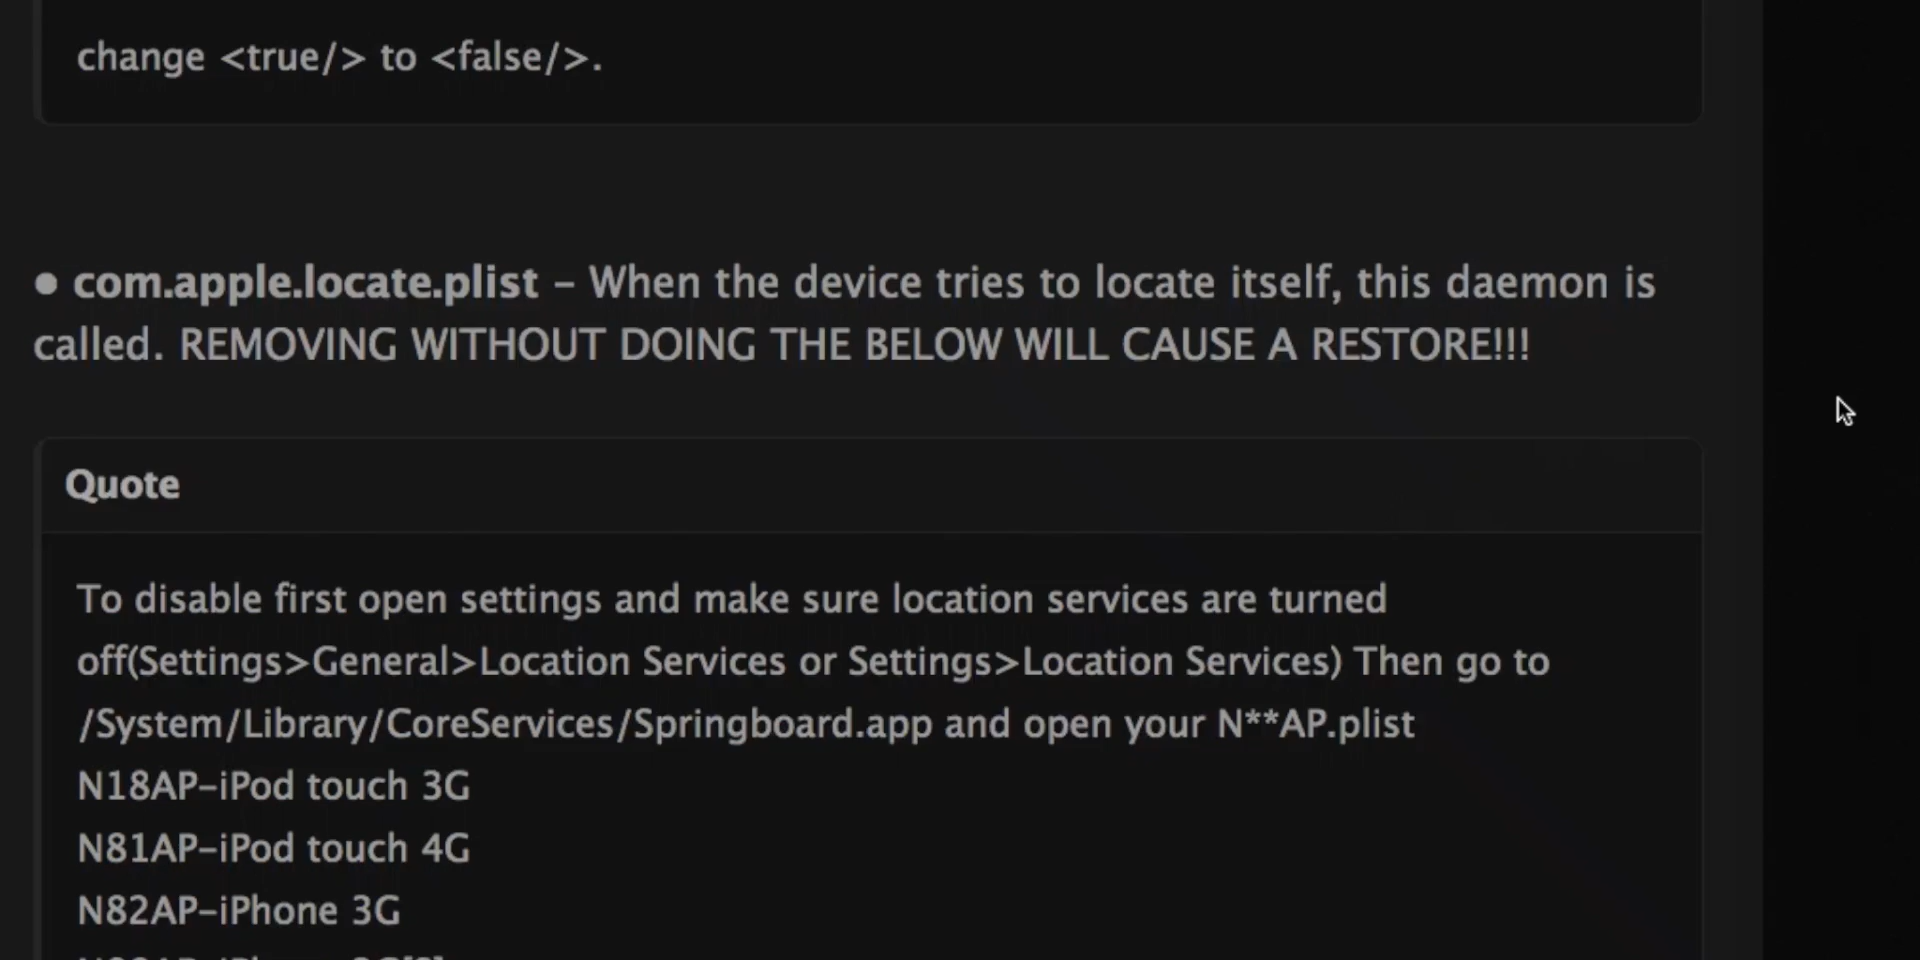 change <true/> to <false/>.
● com.apple.locate.plist – When the device tries to locate itself, this daemon is
called. REMOVING WITHOUT DOING THE BELOW WILL CAUSE A RESTORE!!!
Quote
To disable first open settings and make sure location services are turned
off(Settings>General>Location Services or Settings>Location Services) Then go to
/System/Library/CoreServices/Springboard.app and open your N**AP.plist
N18AP–iPod touch 3G
N81AP–iPod touch 4G
N82AP–iPhone 3G